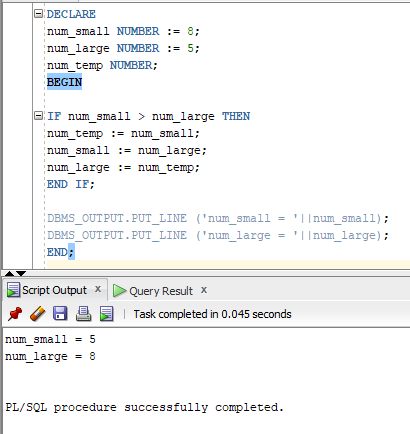 DECLARE
num_small NUMBER := 8;
num_large NUMBER := 5;
num_temp NUMBER;
BEGIN
IF num_small > num_large THEN
num_temp := num_small;
num_small := num_large;
num_large := num_temp;
END IF;
DBMS_OUTPUT.PUT_LINE ('num_small = '||num_small);
DBMS_OUTPUT.PUT_LINE ('num_large = '||num_large);
END;
Script Output x Query Result x
Task completed in 0.045 seconds
num_small = 5
num_large = 8
PL/SQL procedure successfully completed.